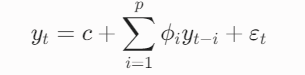 y_t = c + \sum_{i=1}^{p} \phi_i y_{t-i} + \varepsilon_t